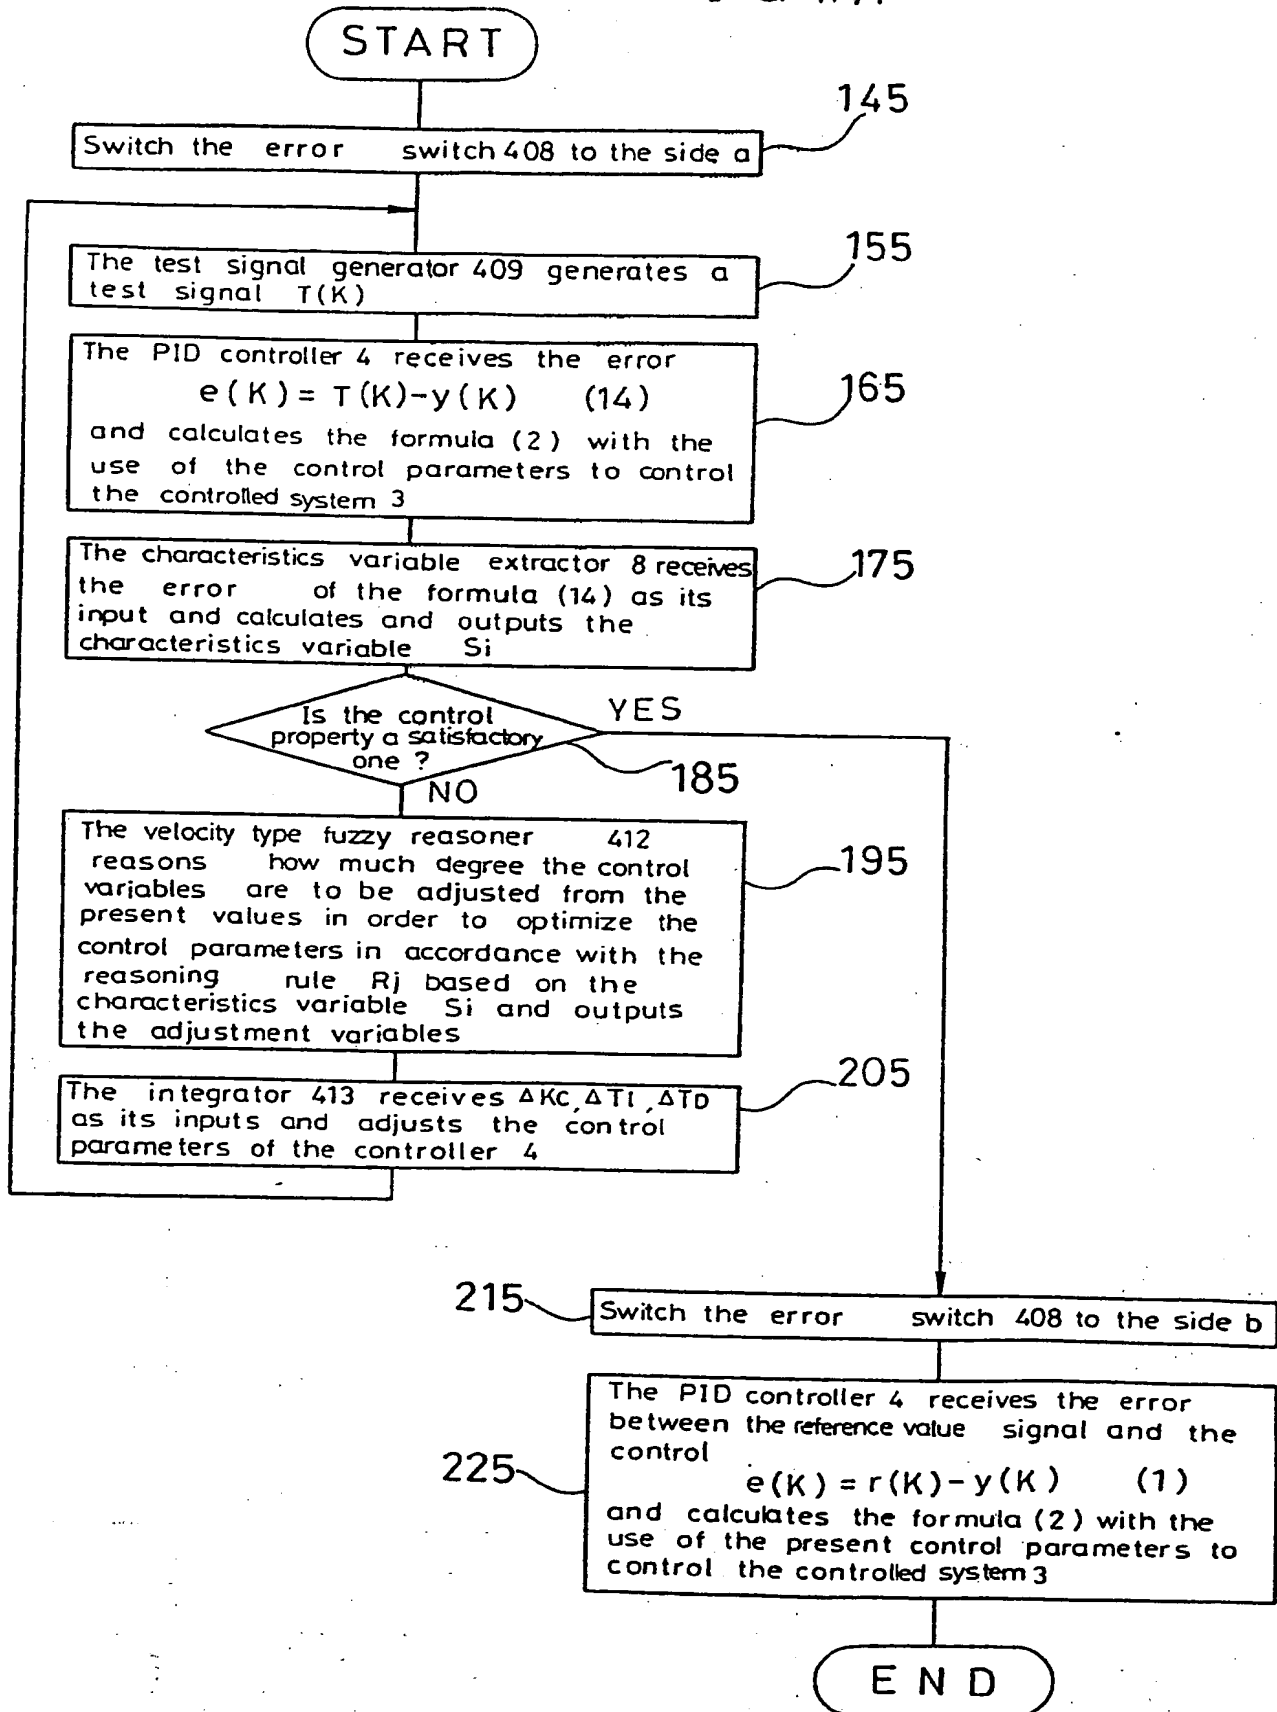 START
145
Switch the error switch 408 to the side a
155
The test signal generator 409 generates a
test signal T(K)
The PID controller 4 receives the error
e(K) = T(K)-y(K) (14)
165
and calculates the formula (2) with the
use of the control parameters to control
the controlled system 3
The characteristics variable extractor 8 receives
175
the error of the formula (14) as its
input and calculates and outputs the
characteristics variable Si
YES
Is the control
property a satisfactory
one ?
185
NO
The velocity type fuzzy reasoner 412
reasons how much degree the control
195
variables are to be adjusted from the
present values in order to optimize the
control parameters in accordance with the
reasoning rule Rj based on the
characteristics variable Si and outputs
the adjustment variables
205
The integrator 413 receives ΔKC, ΔTI, ΔTD
as its inputs and adjusts the control
parameters of the controller 4
215
Switch the error switch 408 to the side b
The PID controller 4 receives the error
between the reference value signal and the
control
225
e(K) = r(K)-y(K) (1)
and calculates the formula (2) with the
use of the present control parameters to
control the controlled system 3
END